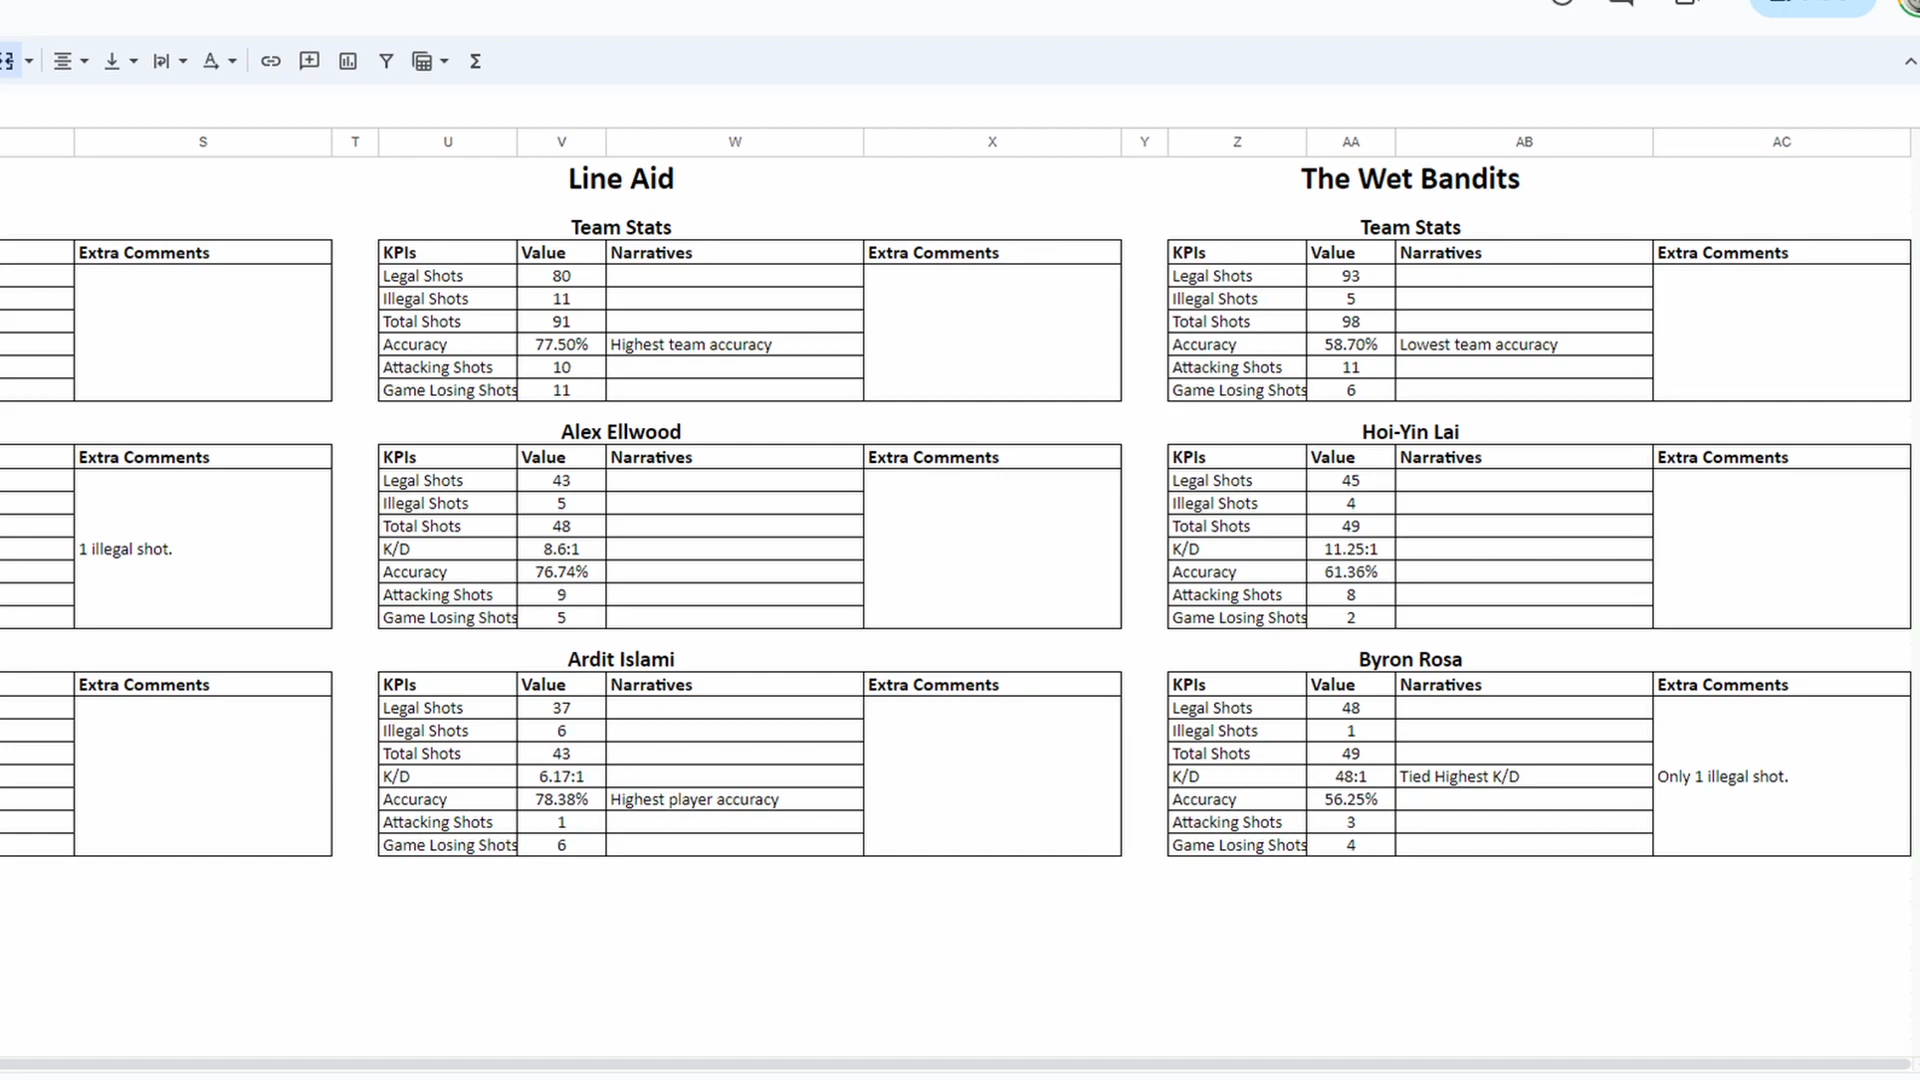 S T U V W X Y Z AA AB AC
Line Aid
The Wet Bandits
Team Stats
Team Stats
Extra Comments
KPIs Value Narratives Extra Comments
KPIs Value Narratives Extra Comments
Legal Shots 80
Legal Shots 93
Illegal Shots 11
Illegal Shots 5
Total Shots 91
Total Shots 98
Accuracy 77.50% Highest team accuracy
Accuracy 58.70% Lowest team accuracy
Attacking Shots 10
Attacking Shots 11
Game Losing Shots 11
Game Losing Shots 6
Alex Ellwood
Hoi-Yin Lai
Extra Comments
KPIs Value Narratives Extra Comments
KPIs Value Narratives Extra Comments
Legal Shots 43
Legal Shots 45
Illegal Shots 5
Illegal Shots 4
Total Shots 48
Total Shots 49
1 illegal shot.
K/D 8.6:1
K/D 11.25:1
Accuracy 76.74%
Accuracy 61.36%
Attacking Shots 9
Attacking Shots 8
Game Losing Shots 5
Game Losing Shots 2
Ardit Islami
Byron Rosa
Extra Comments
KPIs Value Narratives Extra Comments
KPIs Value Narratives Extra Comments
Legal Shots 37
Legal Shots 48
Illegal Shots 6
Illegal Shots 1
Total Shots 43
Total Shots 49
K/D 6.17:1
K/D 48:1 Tied Highest K/D Only 1 illegal shot.
Accuracy 78.38% Highest player accuracy
Accuracy 56.25%
Attacking Shots 1
Attacking Shots 3
Game Losing Shots 6
Game Losing Shots 4